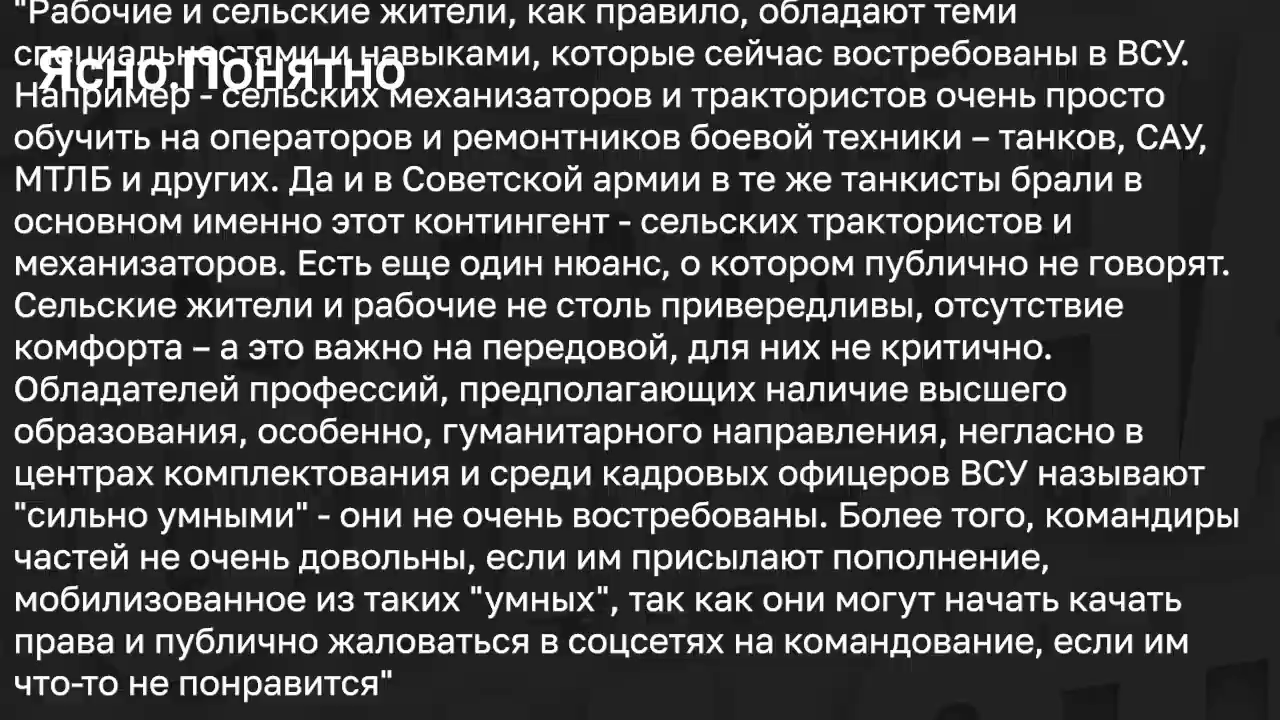 "Рабочие и сельские жители, как правило, обладают теми
специальностями и навыками, которые сейчас востребованы в ВСУ.
Ясно.Понятно
Например - сельских механизаторов и трактористов очень просто
обучить на операторов и ремонтников боевой техники – танков, САУ,
МТЛБ и других. Да и в Советской армии в те же танкисты брали в
основном именно этот контингент - сельских трактористов и
механизаторов. Есть еще один нюанс, о котором публично не говорят.
Сельские жители и рабочие не столь привередливы, отсутствие
комфорта – а это важно на передовой, для них не критично.
Обладателей профессий, предполагающих наличие высшего
образования, особенно, гуманитарного направления, негласно в
центрах комплектования и среди кадровых офицеров ВСУ называют
"сильно умными" - они не очень востребованы. Более того, командиры
частей не очень довольны, если им присылают пополнение,
мобилизованное из таких "умных", так как они могут начать качать
права и публично жаловаться в соцсетях на командование, если им
что-то не понравится"